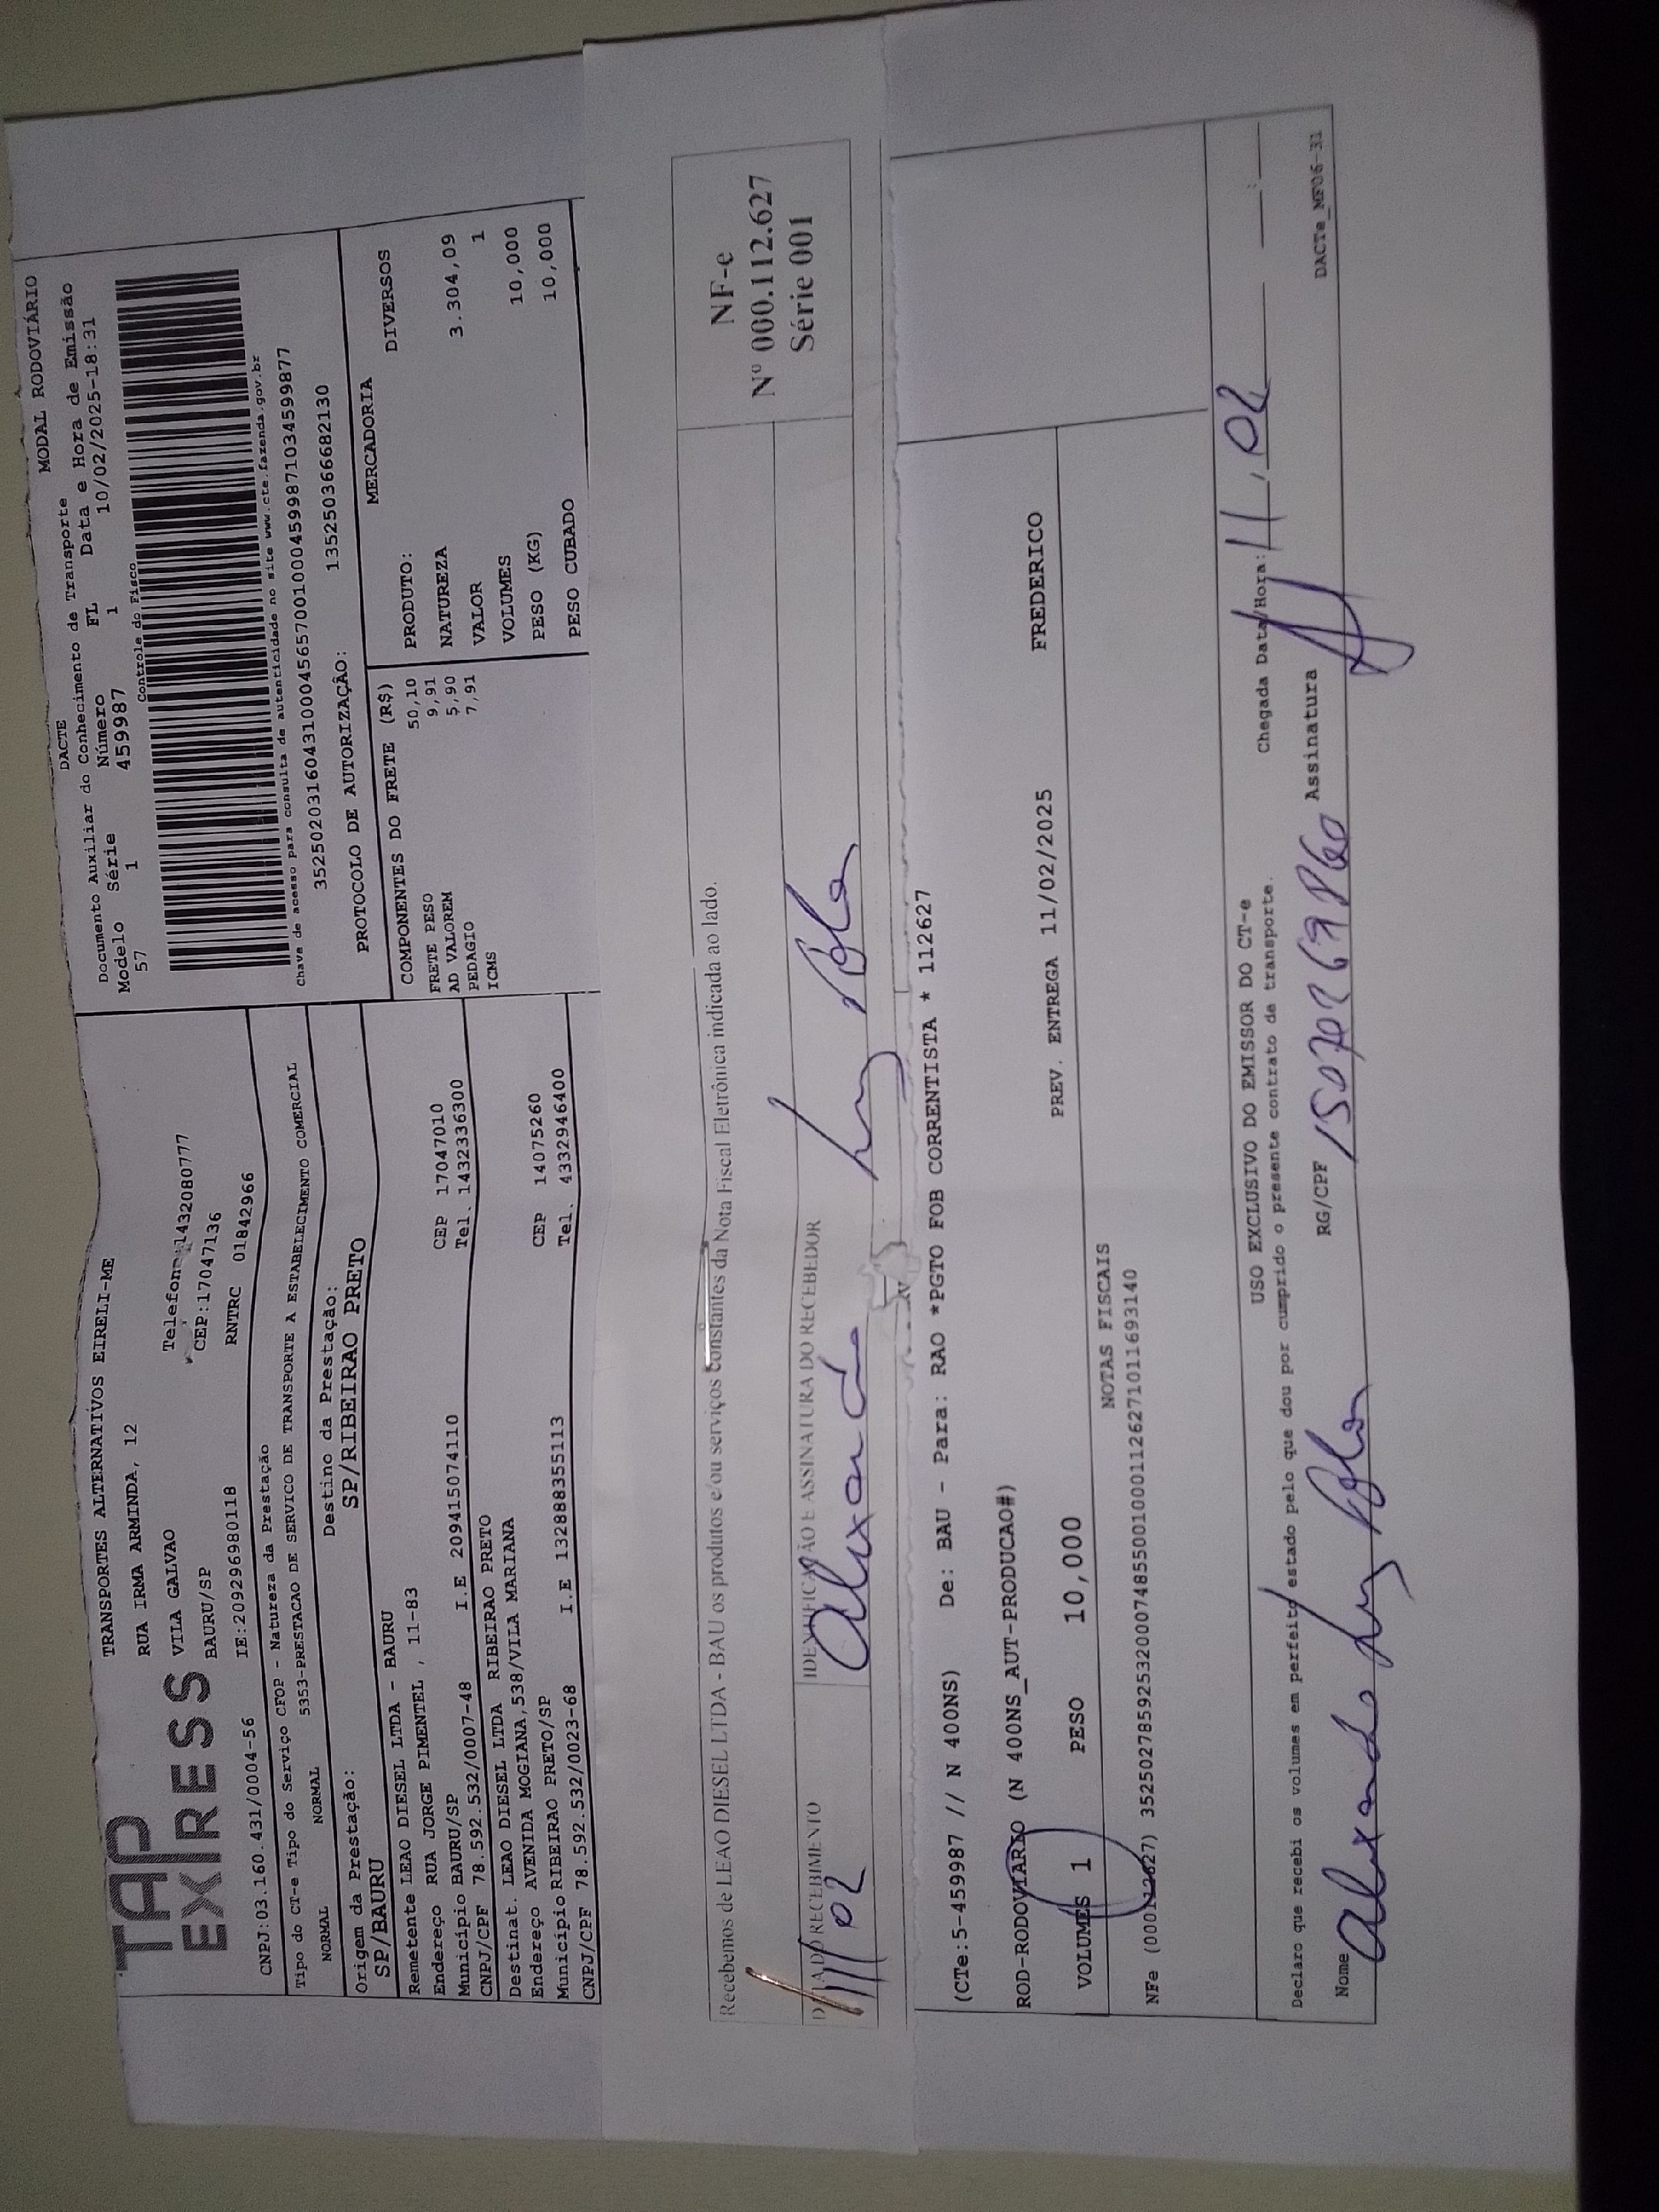 TAP EXPRESS
TRANSPORTES ALTERNATIVOS EIRELI-ME
RUA IRMA ARMINDA, 12
VILA GALVAO Telefone 1432080777
BAURU/SP CEP:17047136
CNPJ:03.160.431/0004-56 IE:209296980118 RNTRC 01842966
MODAL RODOVIÁRIO
DACTE
Documento Auxiliar do Conhecimento de Transporte
Modelo Série Número FL Data e Hora de Emissão
57 1 459987 1 10/02/2025-18:31
Controle do Fisco
Chave de acesso para consulta de autenticidade no site www.cte.fazenda.gov.br
35250203160431000456570010004599871034599877
PROTOCOLO DE AUTORIZAÇÃO: 135250366682130
Tipo do CT-e Tipo do Serviço CFOP - Natureza da Prestação
NORMAL NORMAL 5353-PRESTACAO DE SERVICO DE TRANSPORTE A ESTABELECIMENTO COMERCIAL
Origem da Prestação: Destino da Prestação:
SP/BAURU SP/RIBEIRAO PRETO
Remetente LEAO DIESEL LTDA - BAURU
Endereço RUA JORGE PIMENTEL , 11-83
Município BAURU/SP CEP 17047010
CNPJ/CPF 78.592.532/0007-48 I.E 209415074110 Tel. 1432336300
Destinat. LEAO DIESEL LTDA RIBEIRAO PRETO
Endereço AVENIDA MOGIANA,538/VILA MARIANA
Município RIBEIRAO PRETO/SP CEP 14075260
CNPJ/CPF 78.592.532/0023-68 I.E 132888355113 Tel. 4332946400
COMPONENTES DO FRETE (R$)
FRETE PESO 50,10
AD VALOREM 9,91
PEDAGIO 5,90
ICMS 7,91
MERCADORIA
PRODUTO: DIVERSOS
NATUREZA
VALOR 3.304,09
VOLUMES 1
PESO (KG) 10,000
PESO CUBADO 10,000
Recebemos de LEAO DIESEL LTDA - BAU os produtos e/ou serviços constantes da Nota Fiscal Eletrônica indicada ao lado.
NF-e
Nº 000.112.627
Série 001
DATA DO RECEBIMENTO IDENTIFICAÇÃO E ASSINATURA DO RECEBEDOR
11/02 Alexandre Luiz
(CTe:5-459987 // N 400NS) De: BAU - Para: RAO *PGTO FOB CORRENTISTA * 112627
ROD-RODOVIARIO (N 400NS_AUT-PRODUCAO#) FREDERICO
VOLUMES 1 PESO 10,000 PREV. ENTREGA 11/02/2025
NOTAS FISCAIS
NFe (000112627) 35250278592532000748550010001126271011693140
USO EXCLUSIVO DO EMISSOR DO CT-e
Declaro que recebi os volumes em perfeito estado pelo que dou por cumprido o presente contrato de transporte.
Chegada Data/Hora: 11/02
Nome Alexandre Luiz RG/CPF Assinatura
DACTe_MF06-31